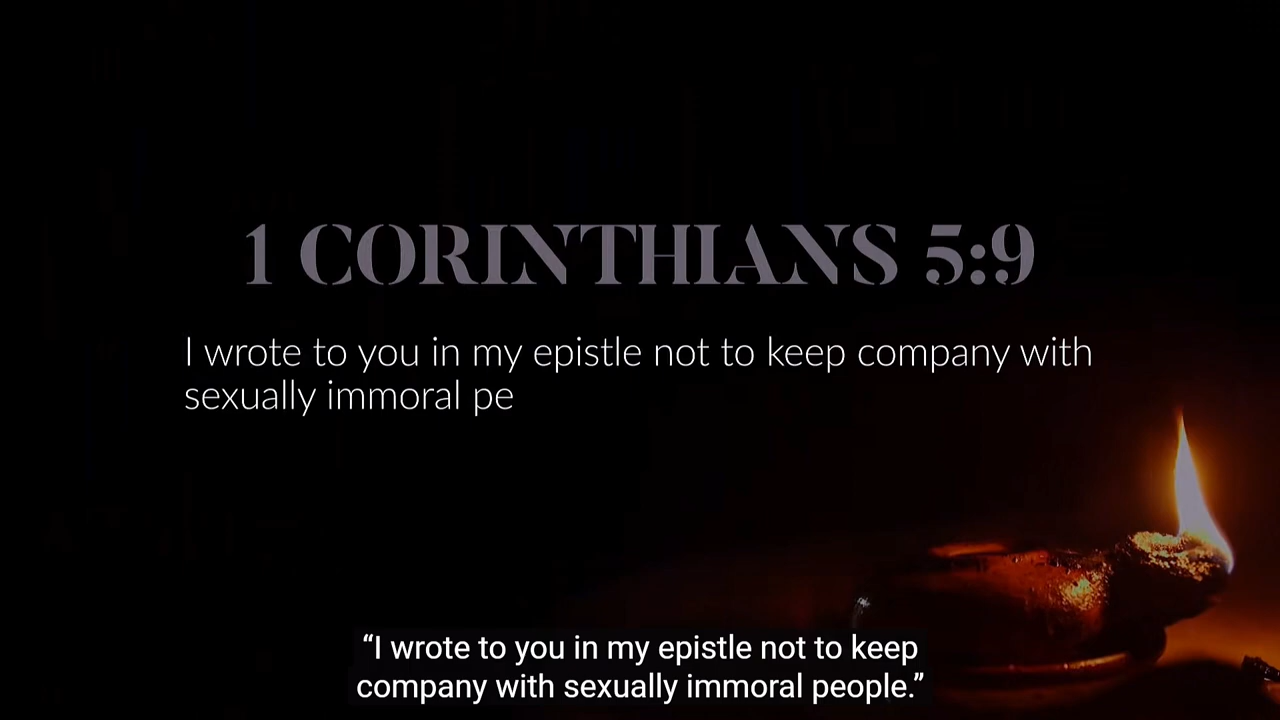 1 CORINTHIANS 5:9
I wrote to you in my epistle not to keep company with
sexually immoral pe
“I wrote to you in my epistle not to keep
company with sexually immoral people.”